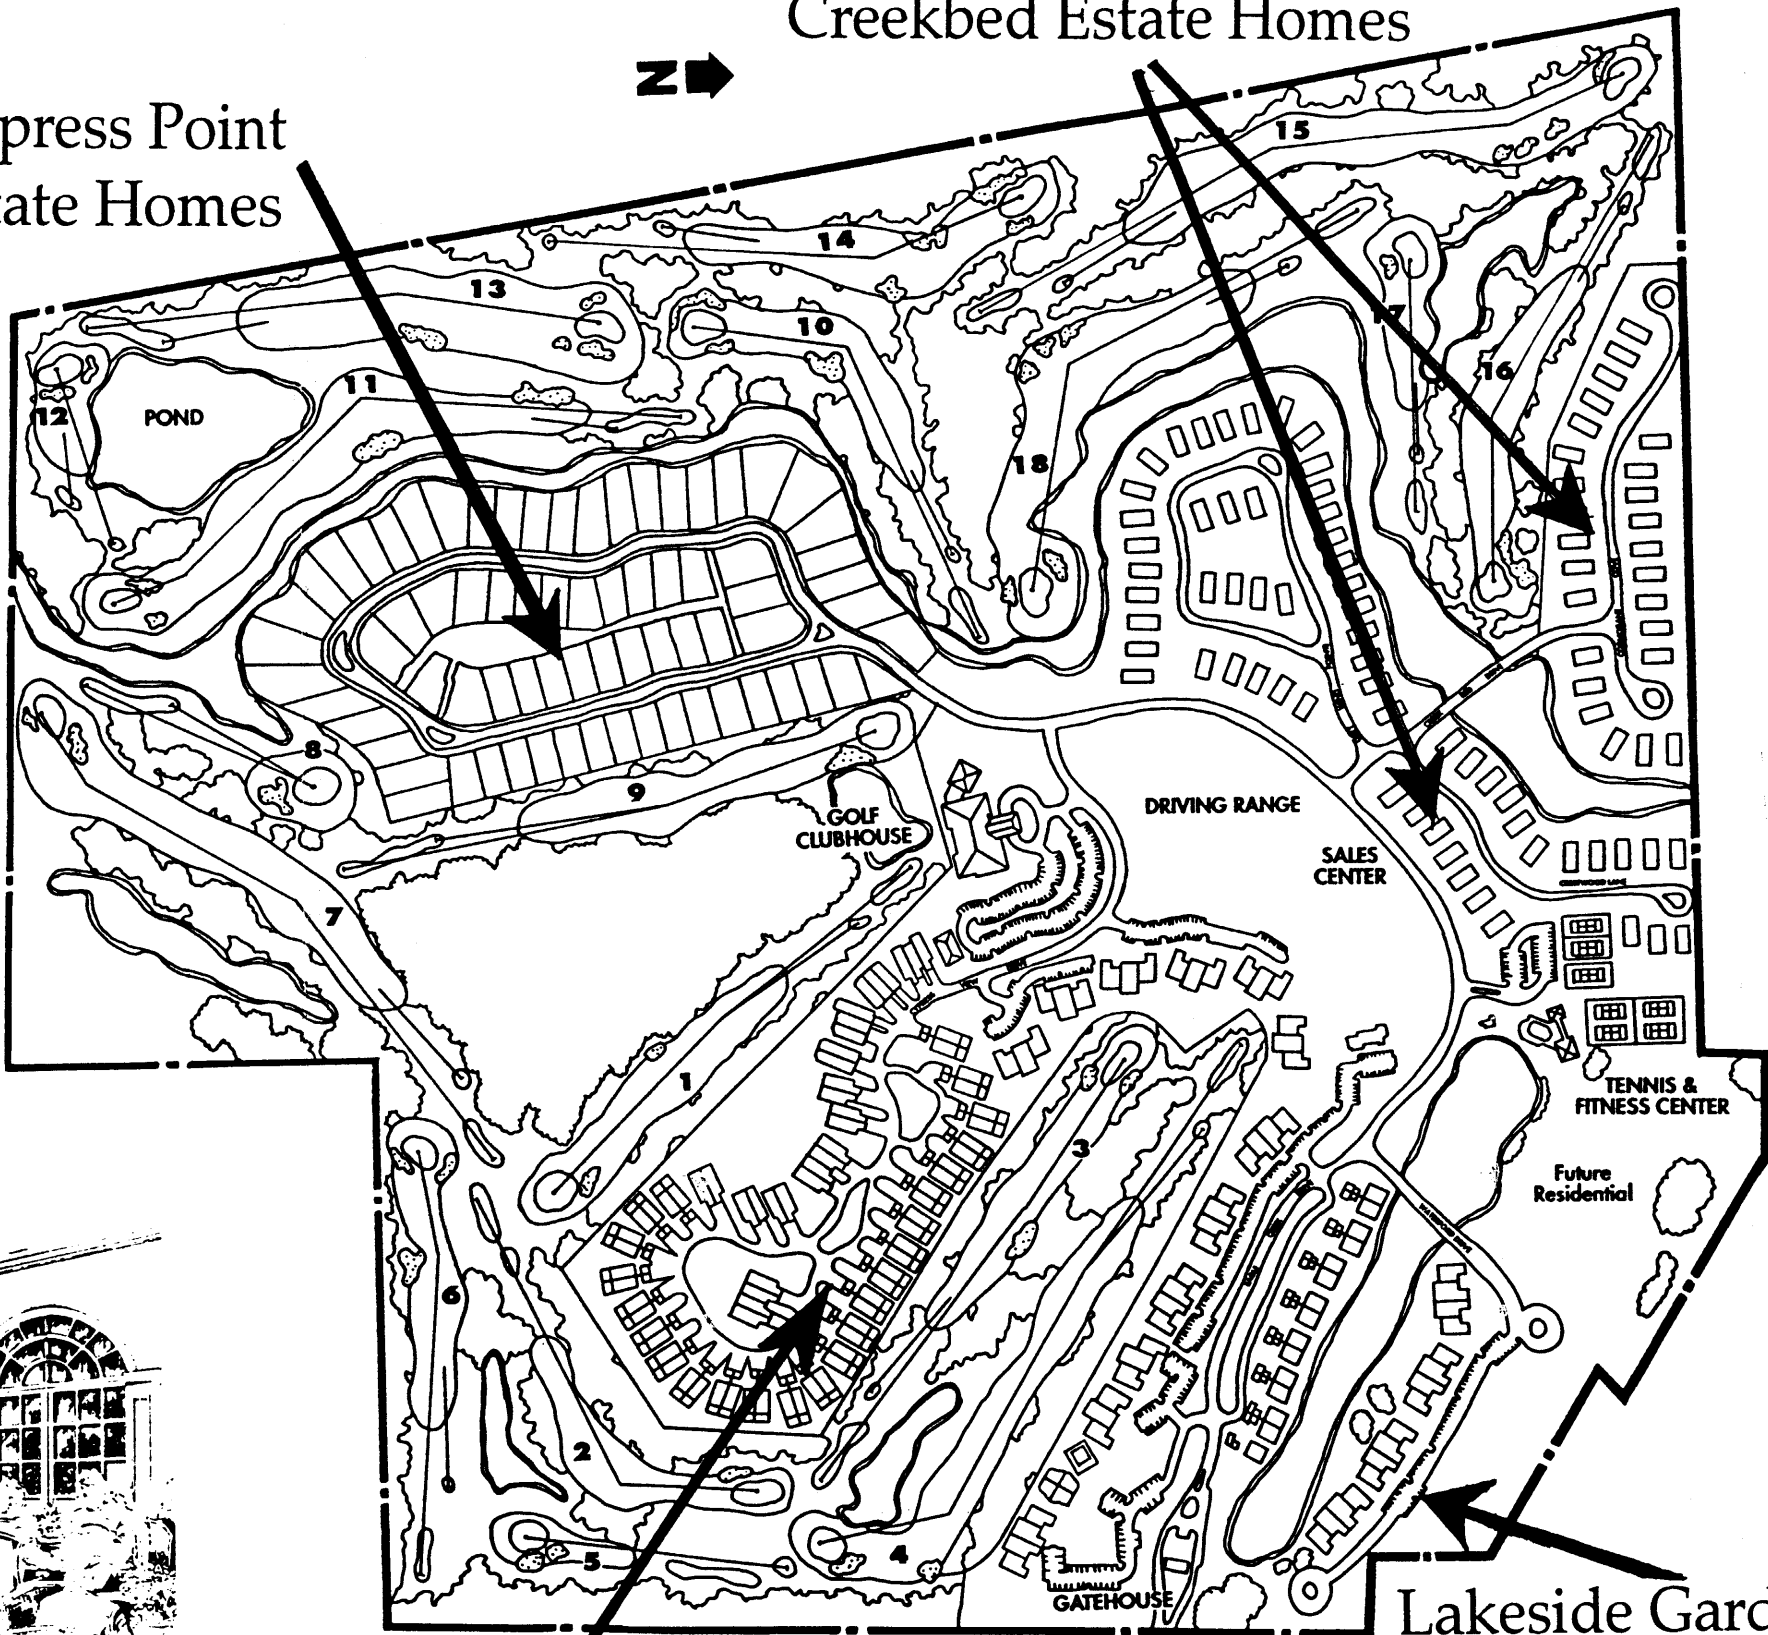 Creekbed Estate Homes
N
press Point
tate Homes
15
14
13
10
17
16
11
12
POND
18
8
9
GOLF
CLUBHOUSE
DRIVING RANGE
SALES
CENTER
7
1
3
TENNIS &
FITNESS CENTER
Future
Residential
6
2
5
4
GATEHOUSE
Lakeside Gard